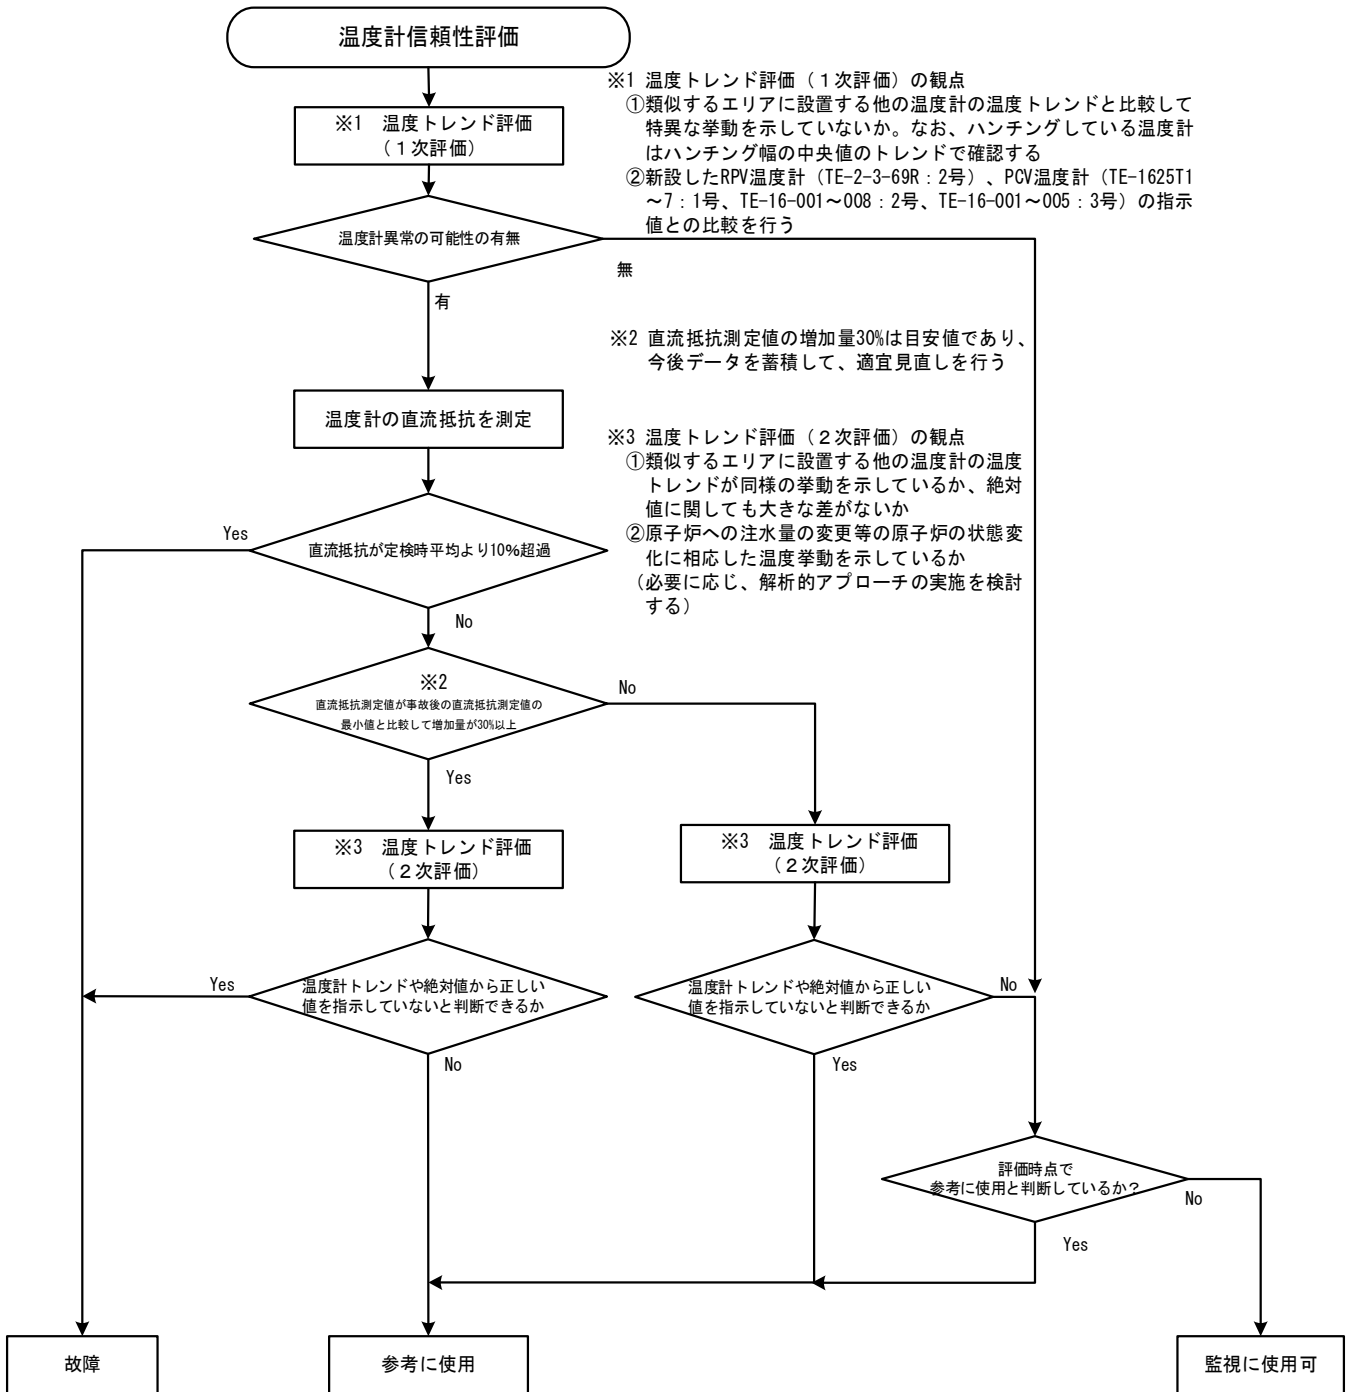 温度計信頼性評価
※1 温度トレンド評価
(1次評価)
※1 温度トレンド評価(1次評価)の観点
①類似するエリアに設置する他の温度計の温度トレンドと比較して
特異な挙動を示していないか。なお、ハンチングしている温度計
はハンチング幅の中央値のトレンドで確認する
②新設したRPV温度計(TE-2-3-69R:2号)、PCV温度計(TE-1625T1
~7:1号、TE-16-001~008:2号、TE-16-001~005:3号)の指示
値との比較を行う
温度計異常の可能性の有無
無
有
※2 直流抵抗測定値の増加量30%は目安値であり、
今後データを蓄積して、適宜見直しを行う
温度計の直流抵抗を測定
※3 温度トレンド評価(2次評価)の観点
①類似するエリアに設置する他の温度計の温度
トレンドが同様の挙動を示しているか、絶対
値に関しても大きな差がないか
②原子炉への注水量の変更等の原子炉の状態変
化に相応した温度挙動を示しているか
(必要に応じ、解析的アプローチの実施を検討
する)
Yes
直流抵抗が定検時平均より10%超過
No
※2
直流抵抗測定値が事故後の直流抵抗測定値の
最小値と比較して増加量が30%以上
No
Yes
※3 温度トレンド評価
(2次評価)
※3 温度トレンド評価
(2次評価)
Yes
温度計トレンドや絶対値から正しい
値を指示していないと判断できるか
No
温度計トレンドや絶対値から正しい
値を指示していないと判断できるか
No
Yes
評価時点で
参考に使用と判断しているか?
No
Yes
故障
参考に使用
監視に使用可